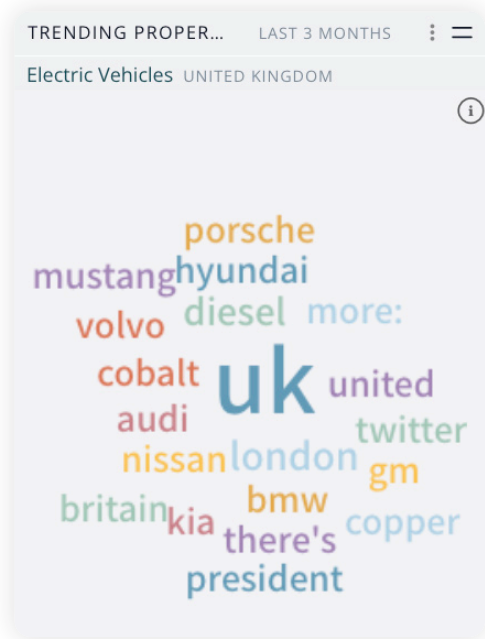 TRENDING PROPER... LAST 3 MONTHS
Electric Vehicles UNITED KINGDOM
i
porsche
mustang hyundai
diesel more:
volvo
cobalt uk united
audi twitter
nissan london gm
britain kia bmw copper
there's
president